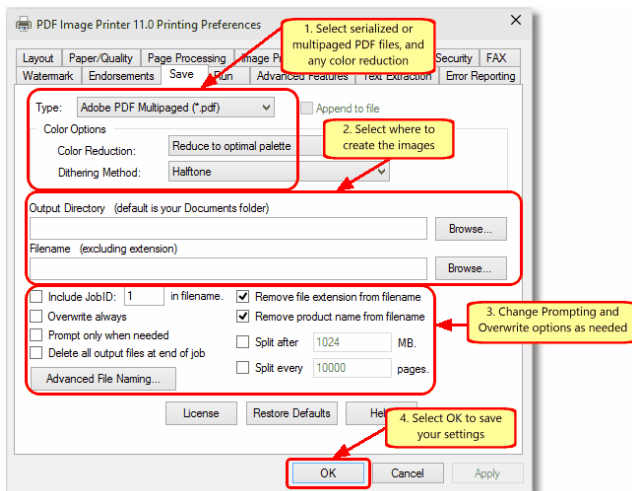 PDF Image Printer 11.0 Printing Preferences
1. Select serialized or
multipaged PDF files, and
any color reduction
Layout Paper/Quality Page Processing Image Security FAX
Watermark Endorsements Save Run Advanced Features Text Extraction Error Reporting
Type: Adobe PDF Multipaged (*.pdf) Append to file
Color Options
2. Select where to
create the images
Color Reduction: Reduce to optimal palette
Dithering Method: Halftone
Output Directory (default is your Documents folder)
Browse...
Filename (excluding extension)
Browse...
Include JobID: 1 in filename. Remove file extension from filename
Overwrite always Remove product name from filename
Prompt only when needed
Split after 1024 MB.
Delete all output files at end of job
Split every 10000 pages.
Advanced File Naming...
3. Change Prompting and
Overwrite options as needed
License Restore Defaults Help
4. Select OK to save
your settings
OK Cancel Apply